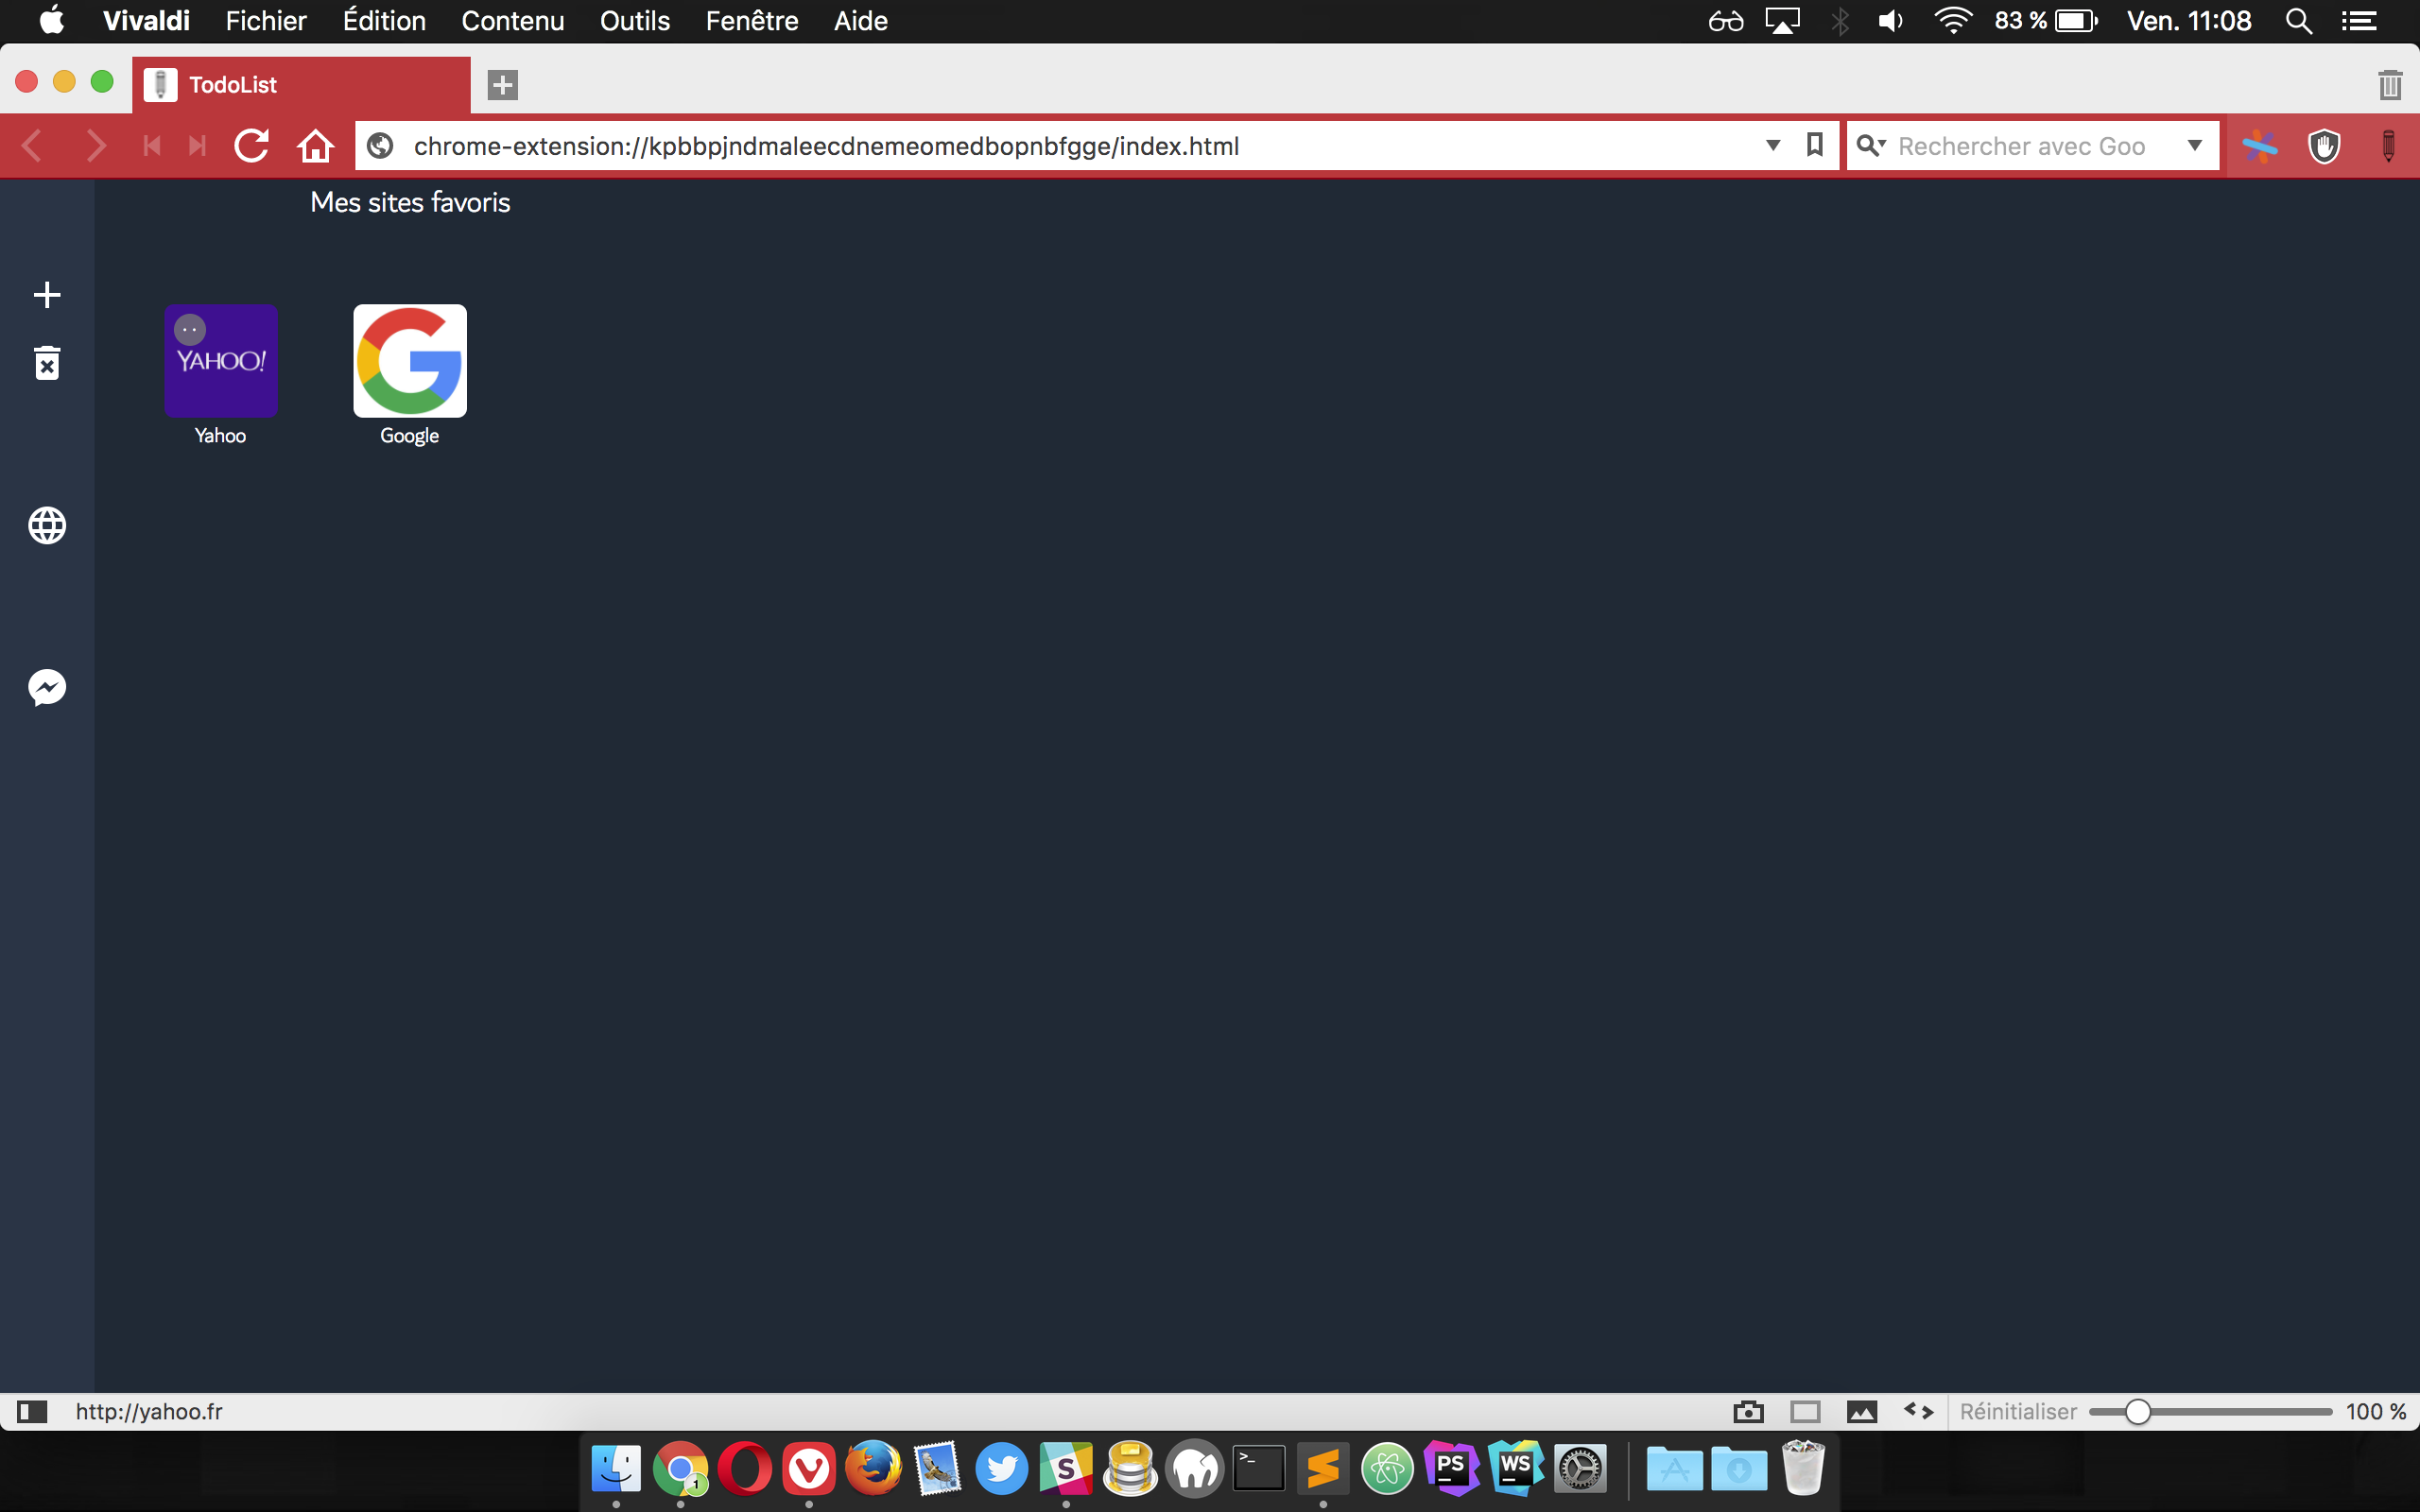 Vivaldi Fichier Édition Contenu Outils Fenêtre Aide 83 % Ven. 11:08
TodoList
chrome-extension://kpbbpjndmaleecdnemeomedbopnbfgge/index.html Rechercher avec Goo
Mes sites favoris
YAHOO!
Yahoo Google
http://yahoo.fr Réinitialiser 100 %
1 S >_ PS WS